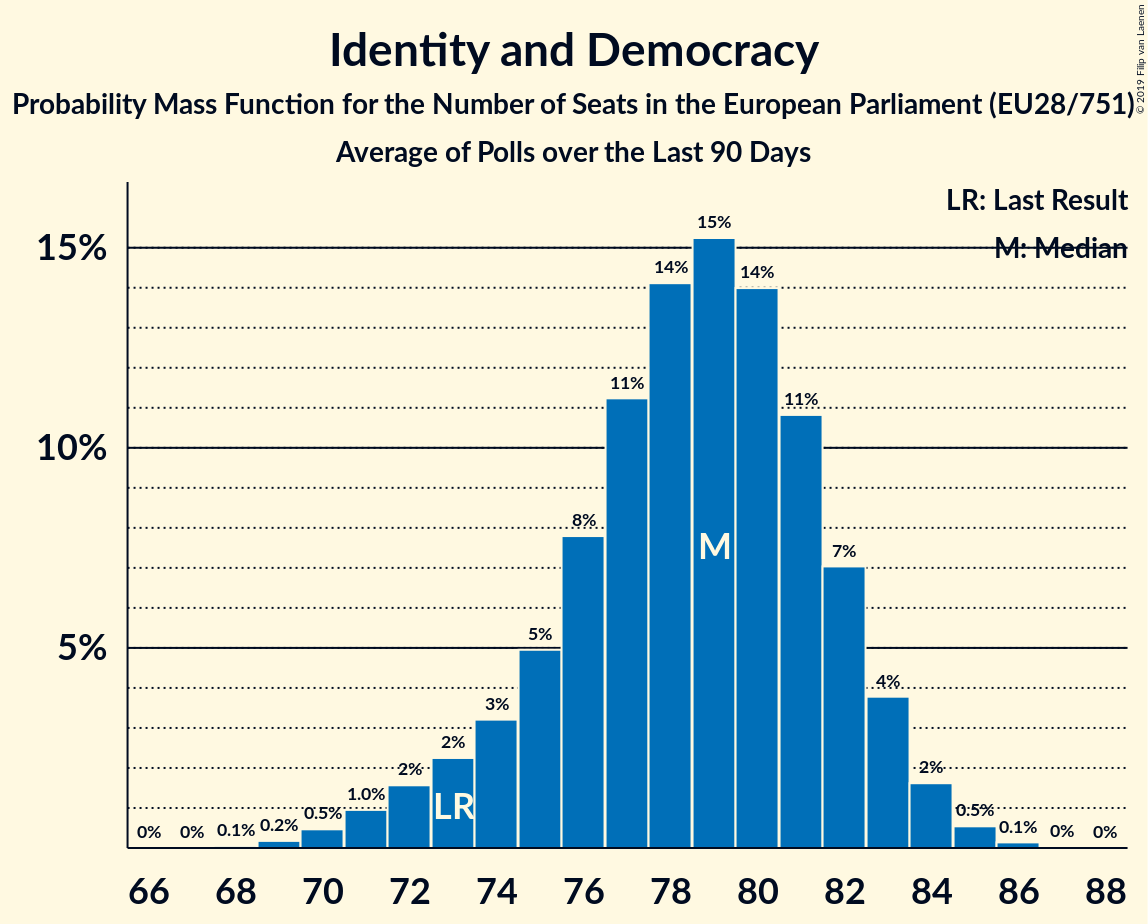 Identity and Democracy
Probability Mass Function for the Number of Seats in the European Parliament (EU28/751)
Average of Polls over the Last 90 Days
© 2019 Filip van Laenen
LR: Last Result
M: Median
15%
10%
5%
0%
0%
0.1%
0.2%
0.5%
1.0%
2%
2%
3%
5%
8%
11%
14%
15%
14%
11%
7%
4%
2%
0.5%
0.1%
0%
0%
LR
M
66 68 70 72 74 76 78 80 82 84 86 88